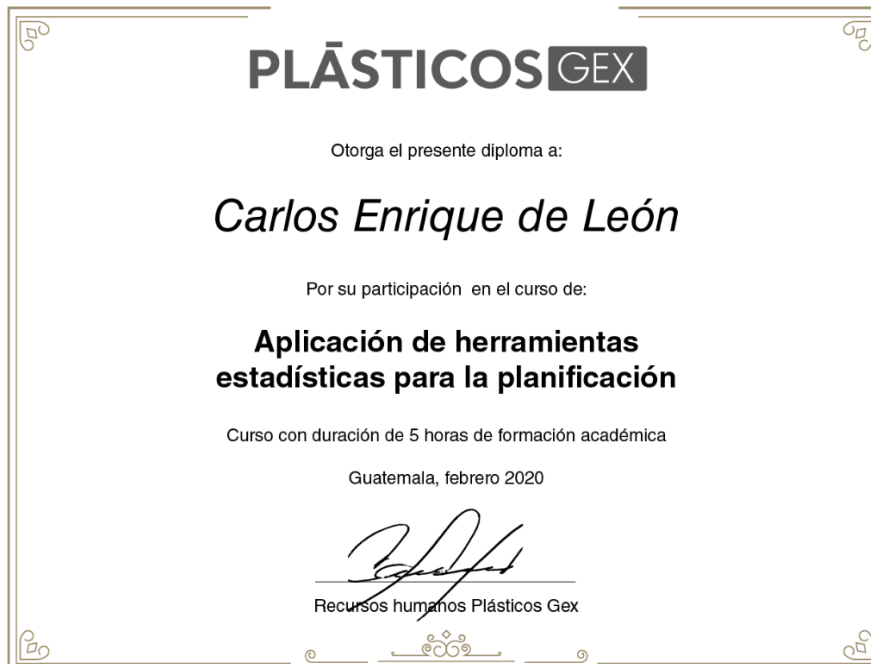 PLÁSTICOS GEX
Otorga el presente diploma a:
Carlos Enrique de León
Por su participación en el curso de:
Aplicación de herramientas
estadísticas para la planificación
Curso con duración de 5 horas de formación académica
Guatemala, febrero 2020
Recursos humanos Plásticos Gex